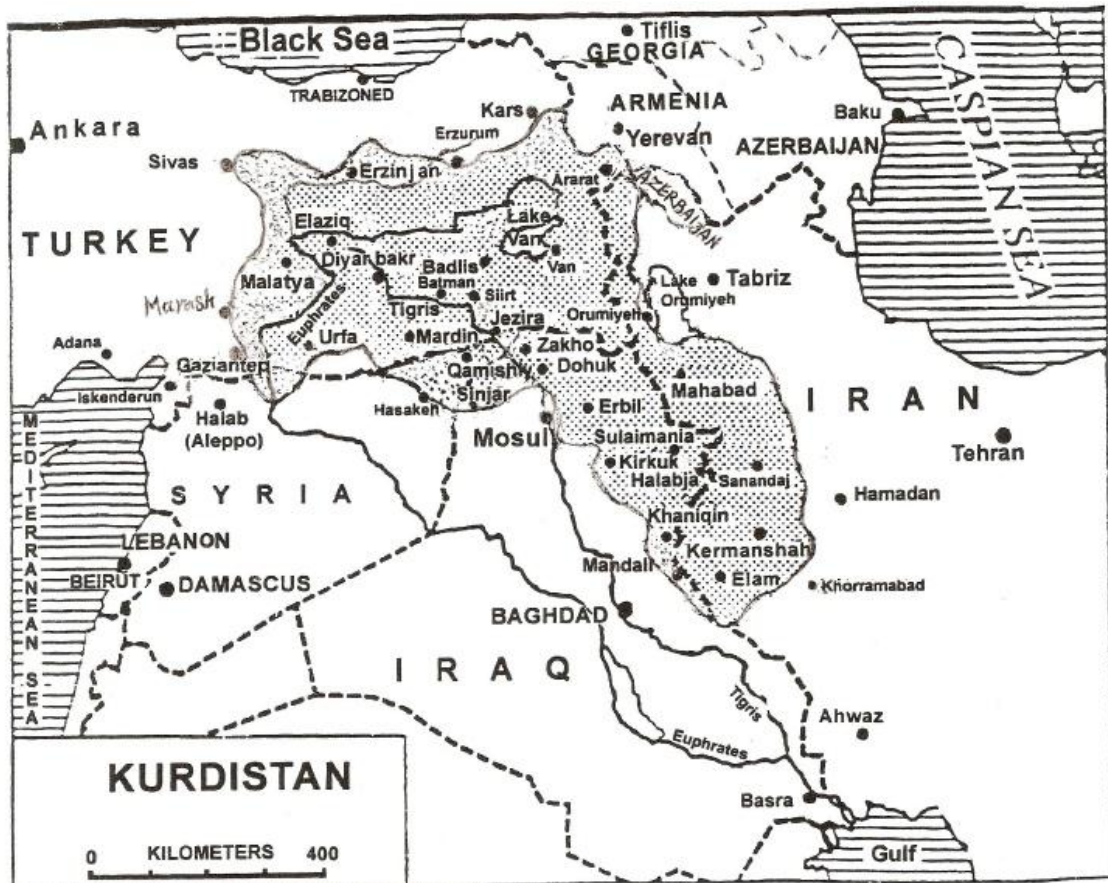 Black Sea
Tiflis
GEORGIA
CASPIAN SEA
TRABIZONED
Kars
ARMENIA
Baku
Ankara
Erzurum
Yerevan
AZERBAIJAN
Sivas
Erzinjan
Ararat
AZERBAIJAN
Elaziq
Lake
Van
TURKEY
Diyar bakr
Badlis
Van
Malatya
Batman
Siirt
Lake
Orumiyeh
Tabriz
Marash
Euphrates
Tigris
Jezira
Orumiyeh
Adana
Urfa
Mardin
Zakho
Gaziantep
Qamishly
Dohuk
Mahabad
Iskenderun
Sinjar
IRAN
Halab
(Aleppo)
Hasakeh
Erbil
MEDITERRANEAN SEA
Mosul
Sulaimania
Tehran
Kirkuk
Halabja
Sanandaj
SYRIA
Hamadan
Khaniqin
LEBANON
Kermanshah
BEIRUT
DAMASCUS
Mandali
Elam
Khorramabad
BAGHDAD
IRAQ
Tigris
Ahwaz
Euphrates
KURDISTAN
Basra
0 KILOMETERS 400
Gulf